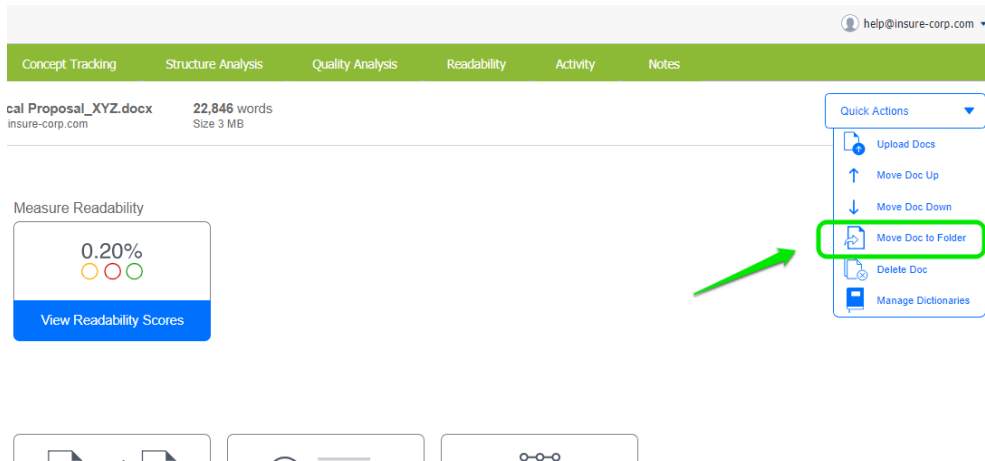 help@insure-corp.com
Concept Tracking Structure Analysis Quality Analysis Readability Activity Notes
cal Proposal_XYZ.docx 22,846 words
insure-corp.com Size 3 MB
Quick Actions
Upload Docs
Move Doc Up
Move Doc Down
Move Doc to Folder
Delete Doc
Manage Dictionaries
Measure Readability
0.20%
View Readability Scores